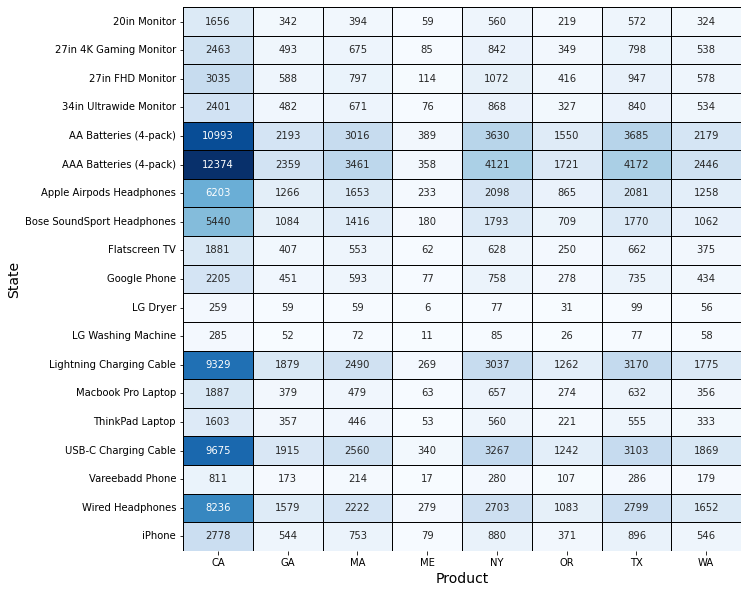 20in Monitor 1656 342 394 59 560 219 572 324
27in 4K Gaming Monitor 2463 493 675 85 842 349 798 538
27in FHD Monitor 3035 588 797 114 1072 416 947 578
34in Ultrawide Monitor 2401 482 671 76 868 327 840 534
AA Batteries (4-pack) 10993 2193 3016 389 3630 1550 3685 2179
AAA Batteries (4-pack) 12374 2359 3461 358 4121 1721 4172 2446
Apple Airpods Headphones 6203 1266 1653 233 2098 865 2081 1258
Bose SoundSport Headphones 5440 1084 1416 180 1793 709 1770 1062
Flatscreen TV 1881 407 553 62 628 250 662 375
Google Phone 2205 451 593 77 758 278 735 434
State
LG Dryer 259 59 59 6 77 31 99 56
LG Washing Machine 285 52 72 11 85 26 77 58
Lightning Charging Cable 9329 1879 2490 269 3037 1262 3170 1775
Macbook Pro Laptop 1887 379 479 63 657 274 632 356
ThinkPad Laptop 1603 357 446 53 560 221 555 333
USB-C Charging Cable 9675 1915 2560 340 3267 1242 3103 1869
Vareebadd Phone 811 173 214 17 280 107 286 179
Wired Headphones 8236 1579 2222 279 2703 1083 2799 1652
iPhone 2778 544 753 79 880 371 896 546
CA GA MA ME NY OR TX WA
Product